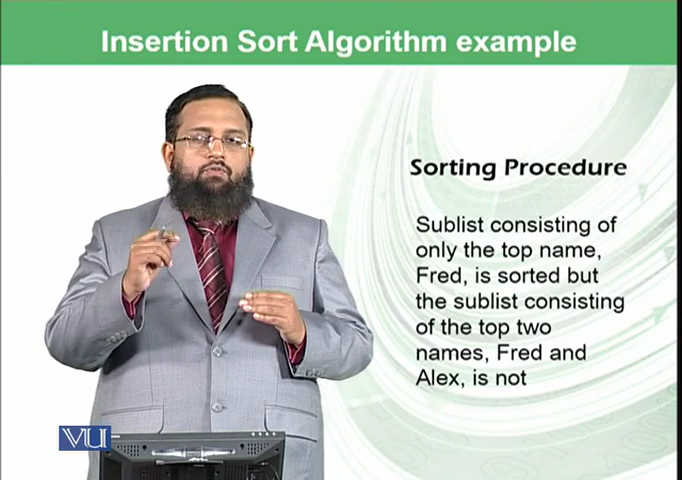 Insertion Sort Algorithm example
Sorting Procedure
Sublist consisting of
only the top name,
Fred, is sorted but
the sublist consisting
of the top two
names, Fred and
Alex, is not
VU